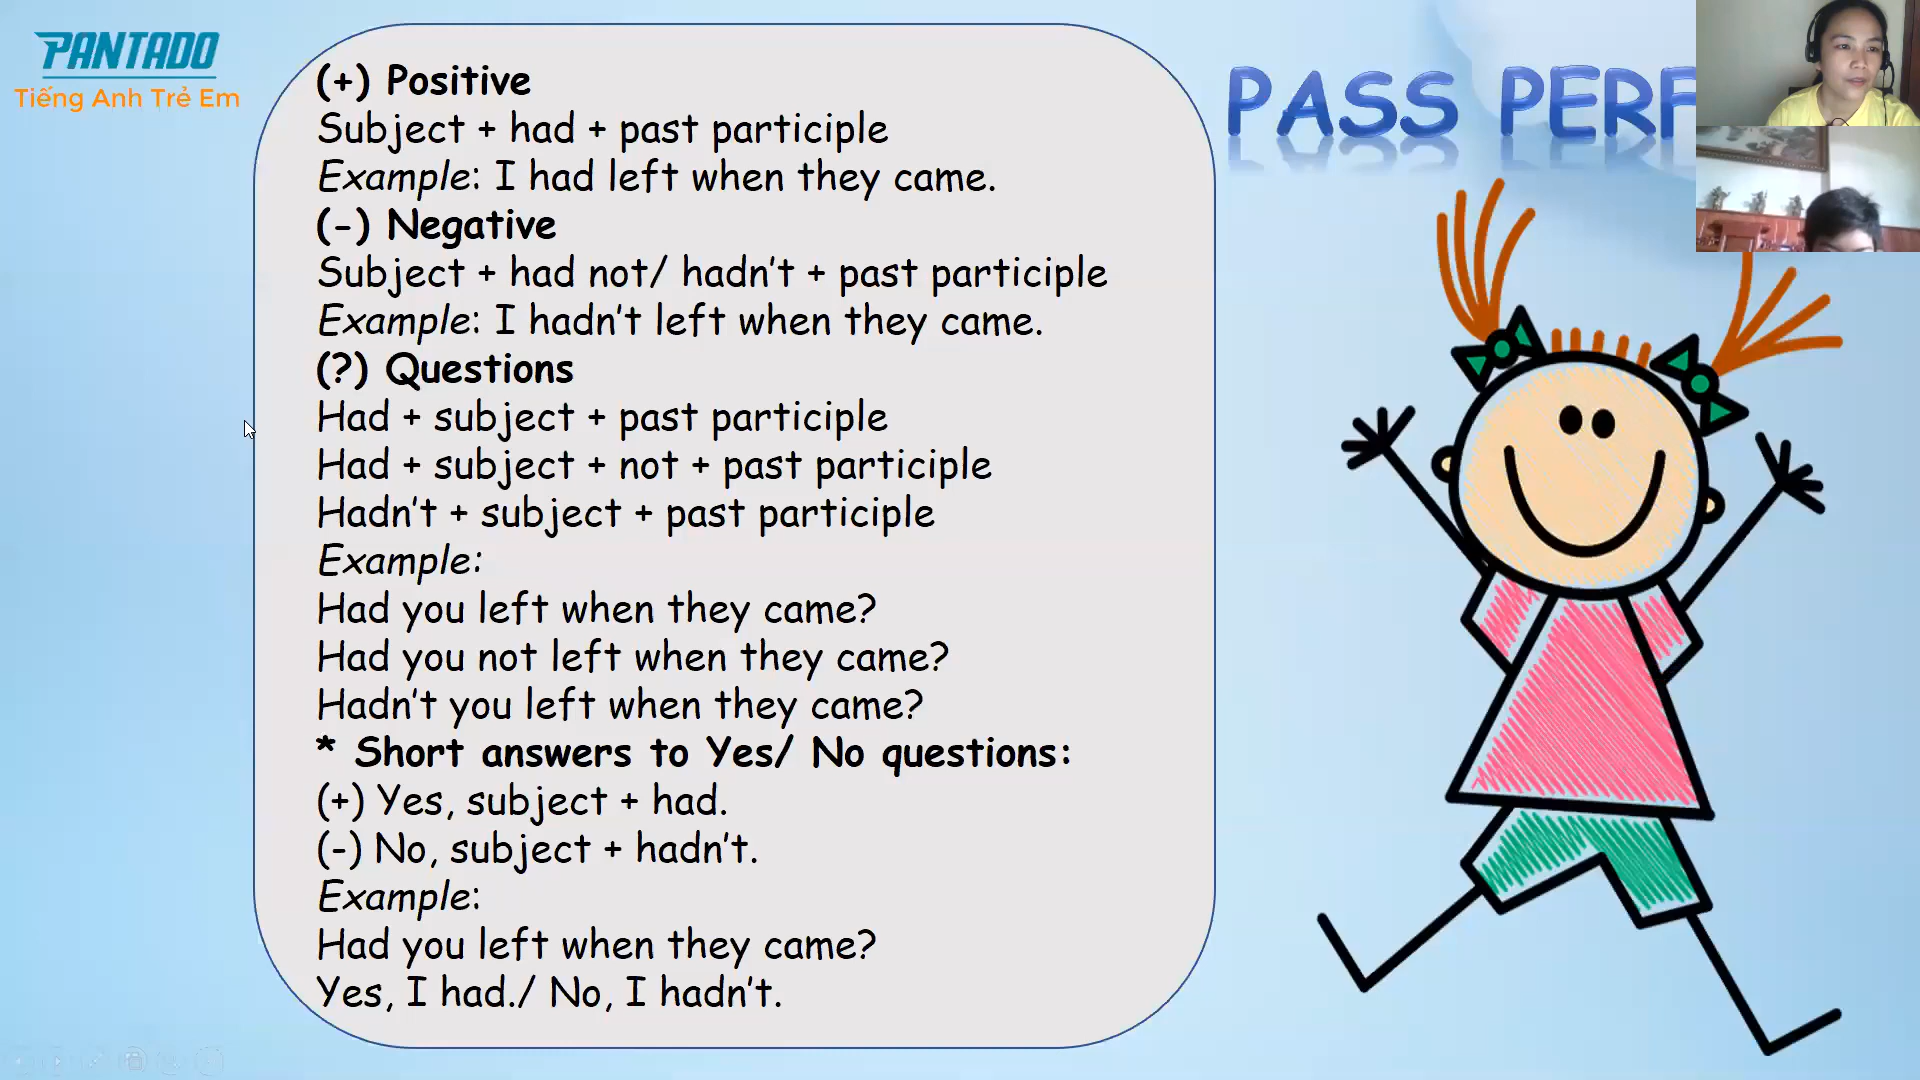 PANTADO
Tiếng Anh Trẻ Em
PASS PERF
(+) Positive
Subject + had + past participle
Example: I had left when they came.
(-) Negative
Subject + had not/ hadn't + past participle
Example: I hadn't left when they came.
(?) Questions
Had + subject + past participle
Had + subject + not + past participle
Hadn't + subject + past participle
Example:
Had you left when they came?
Had you not left when they came?
Hadn't you left when they came?
* Short answers to Yes/ No questions:
(+) Yes, subject + had.
(-) No, subject + hadn't.
Example:
Had you left when they came?
Yes, I had./ No, I hadn't.